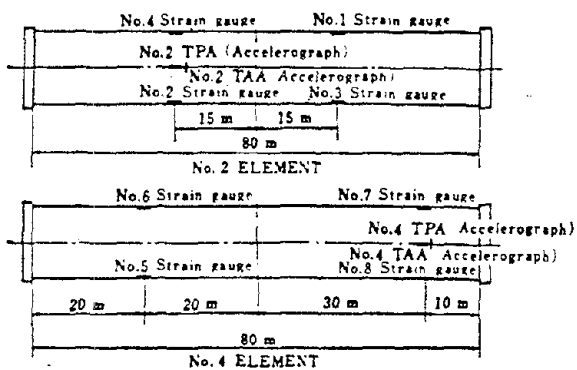 No.4 Strain gauge No.1 Strain gauge
No.2 TPA (Accelerograph)
No.2 TAA Accelerograph)
No.2 Strain gauge No.3 Strain gauge
15 m 15 m
80 m
No.2 ELEMENT
No.6 Strain gauge No.7 Strain gauge
No.4 TPA Accelerograph)
No.4 TAA Accelerograph)
No.5 Strain gauge No.8 Strain gauge
20 m 20 m 30 m 10 m
80 m
No.4 ELEMENT